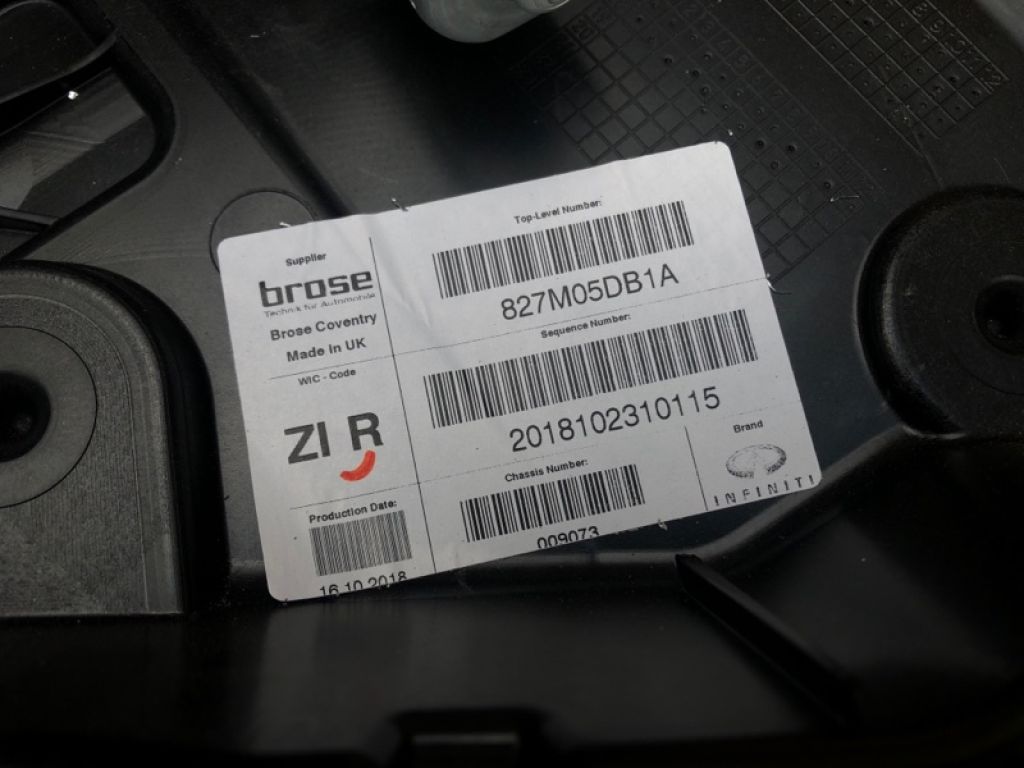 Supplier
brose
Technik für Automobile
Brose Coventry
Made In UK
WIC - Code
ZI R
Production Date:
16.10.2018
Top-Level Number:
827M05DB1A
Sequence Number:
2018102310115
Chassis Number:
009073
Brand
INFINITI